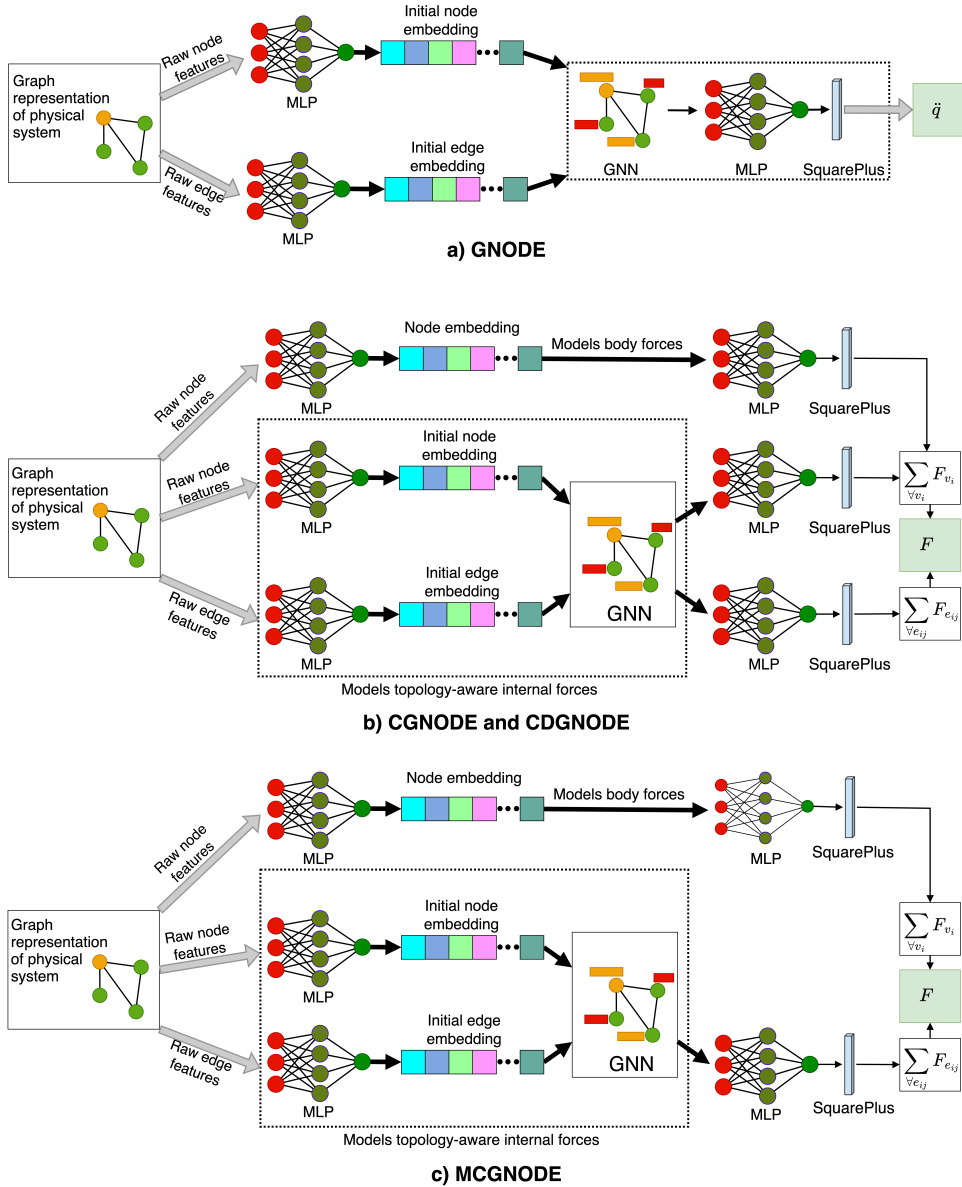 Initial node
embedding
Raw node
features
MLP
Graph
representation
of physical
system
Raw edge
features
Initial edge
embedding
MLP
GNN
MLP
SquarePlus
q̈
a) GNODE
Node embedding
Models body forces
Raw node
features
MLP
MLP
SquarePlus
Initial node
embedding
Raw node
features
MLP
MLP
SquarePlus
∑ F_{v_i}
∀v_i
Graph
representation
of physical
system
F
Raw edge
features
Initial edge
embedding
MLP
GNN
MLP
SquarePlus
∑ F_{e_{ij}}
∀e_{ij}
Models topology-aware internal forces
b) CGNODE and CDGNODE
Node embedding
Models body forces
Raw node
features
MLP
MLP
SquarePlus
Initial node
embedding
Raw node
features
MLP
∑ F_{v_i}
∀v_i
Graph
representation
of physical
system
F
Raw edge
features
Initial edge
embedding
MLP
GNN
MLP
SquarePlus
∑ F_{e_{ij}}
∀e_{ij}
Models topology-aware internal forces
c) MCGNODE